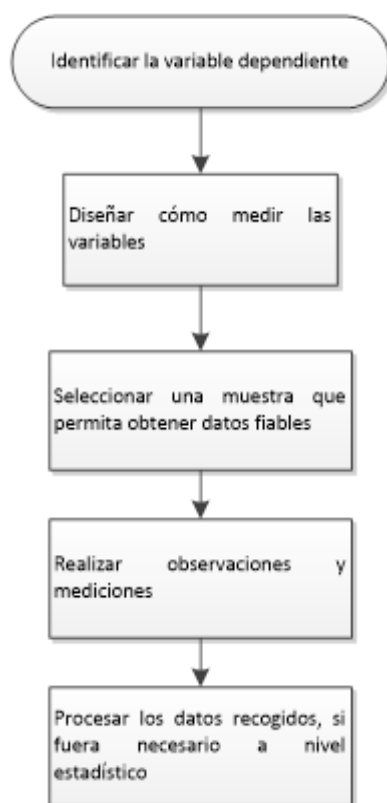 Identificar la variable dependiente
Diseñar cómo medir las
variables
Seleccionar una muestra que
permita obtener datos fiables
Realizar observaciones y
mediciones
Procesar los datos recogidos, si
fuera necesario a nivel
estadístico